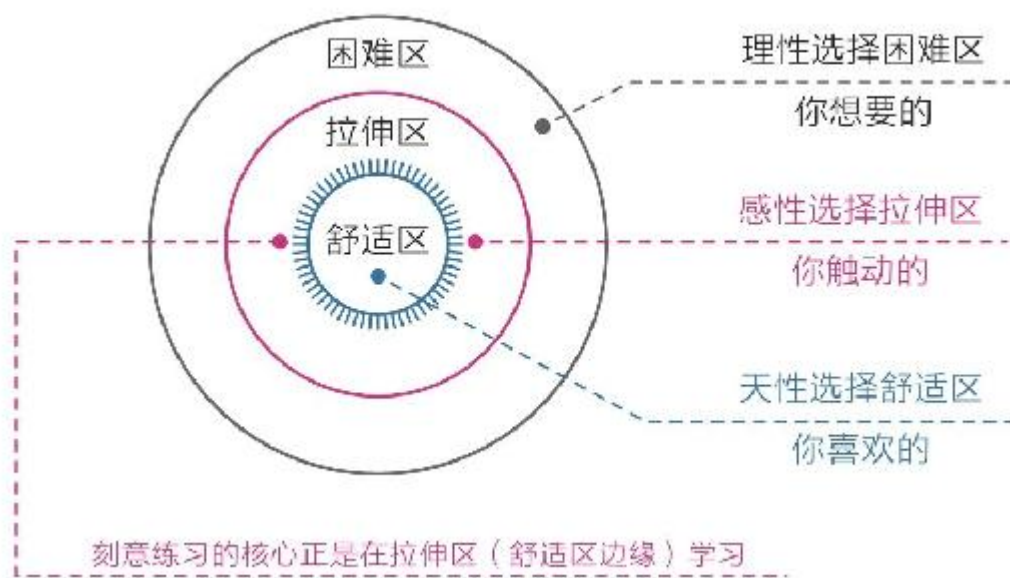 困难区
理性选择困难区
你想要的
拉伸区
感性选择拉伸区
你触动的
舒适区
天性选择舒适区
你喜欢的
刻意练习的核心正是在拉伸区（舒适区边缘）学习